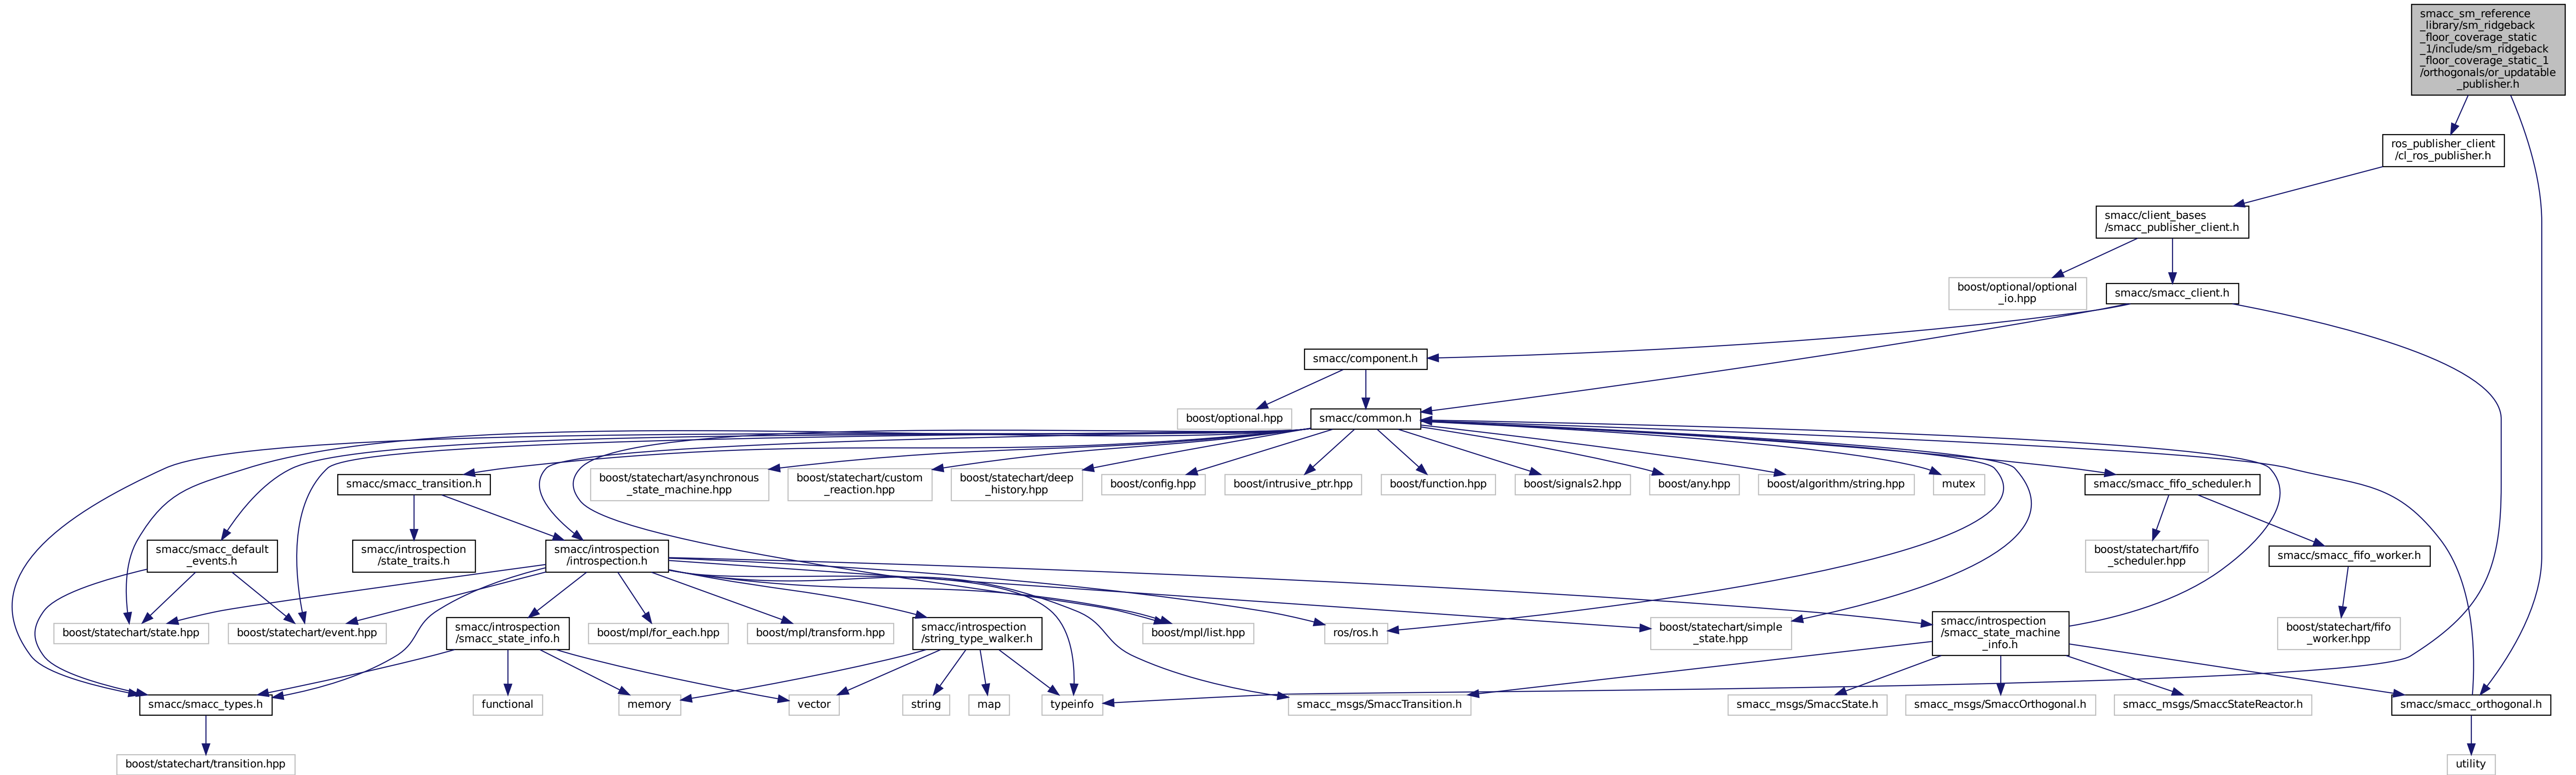 smacc_sm_reference
_library/sm_ridgeback
_floor_coverage_static
_1/include/sm_ridgeback
_floor_coverage_static_1
/orthogonals/or_updatable
_publisher.h
ros_publisher_client
/cl_ros_publisher.h
smacc/client_bases
/smacc_publisher_client.h
boost/optional/optional
_io.hpp
smacc/smacc_client.h
smacc/component.h
boost/optional.hpp
smacc/common.h
smacc/smacc_transition.h
boost/statechart/asynchronous
_state_machine.hpp
boost/statechart/custom
_reaction.hpp
boost/statechart/deep
_history.hpp
boost/config.hpp
boost/intrusive_ptr.hpp
boost/function.hpp
boost/signals2.hpp
boost/any.hpp
boost/algorithm/string.hpp
mutex
smacc/smacc_fifo_scheduler.h
smacc/smacc_default
_events.h
smacc/introspection
/state_traits.h
smacc/introspection
/introspection.h
boost/statechart/fifo
_scheduler.hpp
smacc/smacc_fifo_worker.h
boost/statechart/state.hpp
boost/statechart/event.hpp
smacc/introspection
/smacc_state_info.h
boost/mpl/for_each.hpp
boost/mpl/transform.hpp
smacc/introspection
/string_type_walker.h
boost/mpl/list.hpp
ros/ros.h
boost/statechart/simple
_state.hpp
smacc/introspection
/smacc_state_machine
_info.h
boost/statechart/fifo
_worker.hpp
smacc/smacc_types.h
functional
memory
vector
string
map
typeinfo
smacc_msgs/SmaccTransition.h
smacc_msgs/SmaccState.h
smacc_msgs/SmaccOrthogonal.h
smacc_msgs/SmaccStateReactor.h
smacc/smacc_orthogonal.h
boost/statechart/transition.hpp
utility